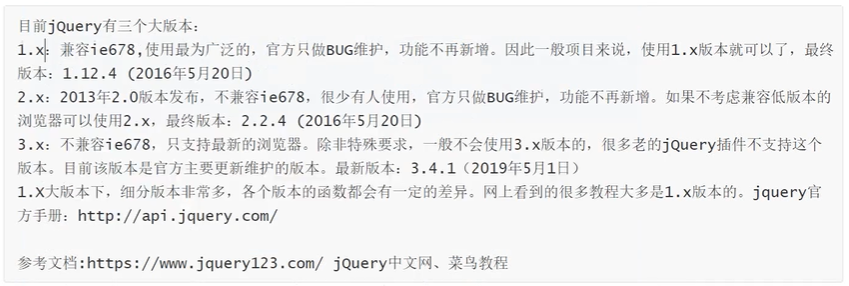 目前jQuery有三个大版本：
1.x：兼容ie678,使用最为广泛的，官方只做BUG维护，功能不再新增。因此一般项目来说，使用1.x版本就可以了，最终
版本：1.12.4 (2016年5月20日)
2.x：2013年2.0版本发布，不兼容ie678，很少有人使用，官方只做BUG维护，功能不再新增。如果不考虑兼容低版本的
浏览器可以使用2.x，最终版本：2.2.4 (2016年5月20日)
3.x：不兼容ie678，只支持最新的浏览器。除非特殊要求，一般不会使用3.x版本的，很多老的jQuery插件不支持这个
版本。目前该版本是官方主要更新维护的版本。最新版本：3.4.1（2019年5月1日）
1.X大版本下，细分版本非常多，各个版本的函数都会有一定的差异。网上看到的很多教程大多是1.x版本的。jquery官
方手册：http://api.jquery.com/
参考文档:https://www.jquery123.com/ jQuery中文网、菜鸟教程